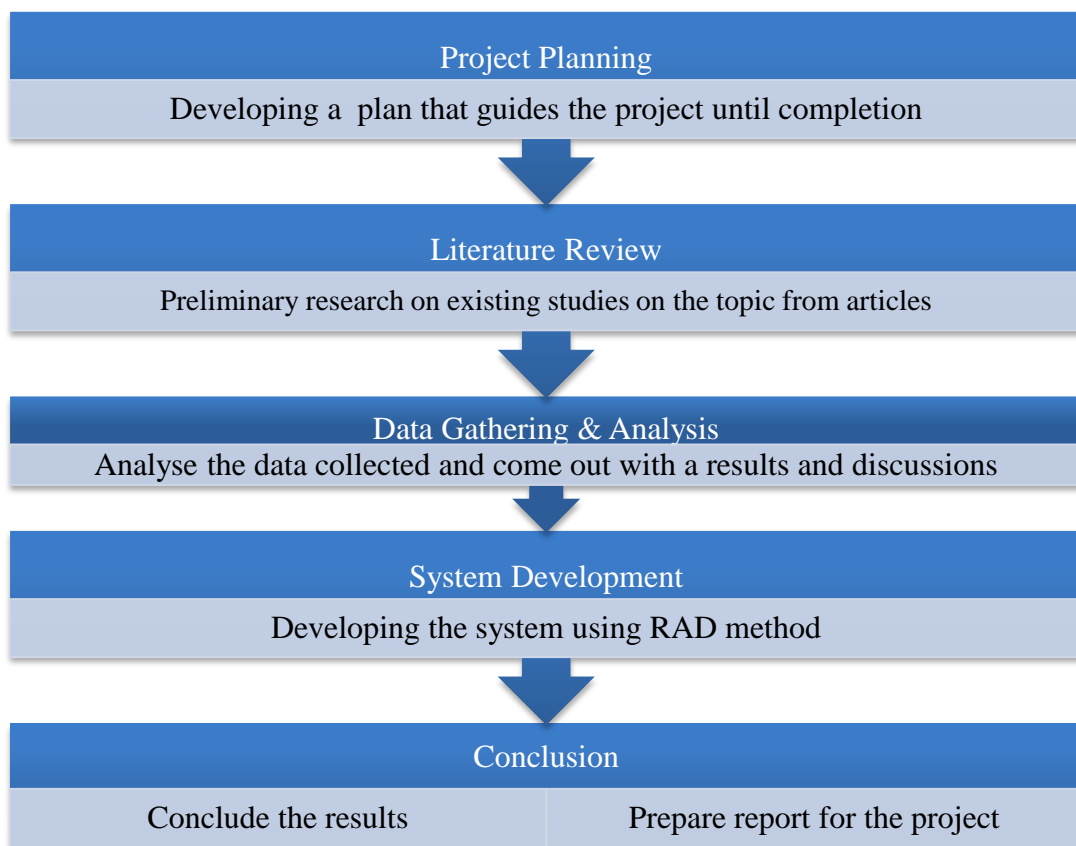 Project Planning
Developing a  plan that guides the project until completion
Literature Review
Preliminary research on existing studies on the topic from articles
Data Gathering & Analysis
Analyse the data collected and come out with a results and discussions
System Development
Developing the system using RAD method
Conclusion
Conclude the results
Prepare report for the project